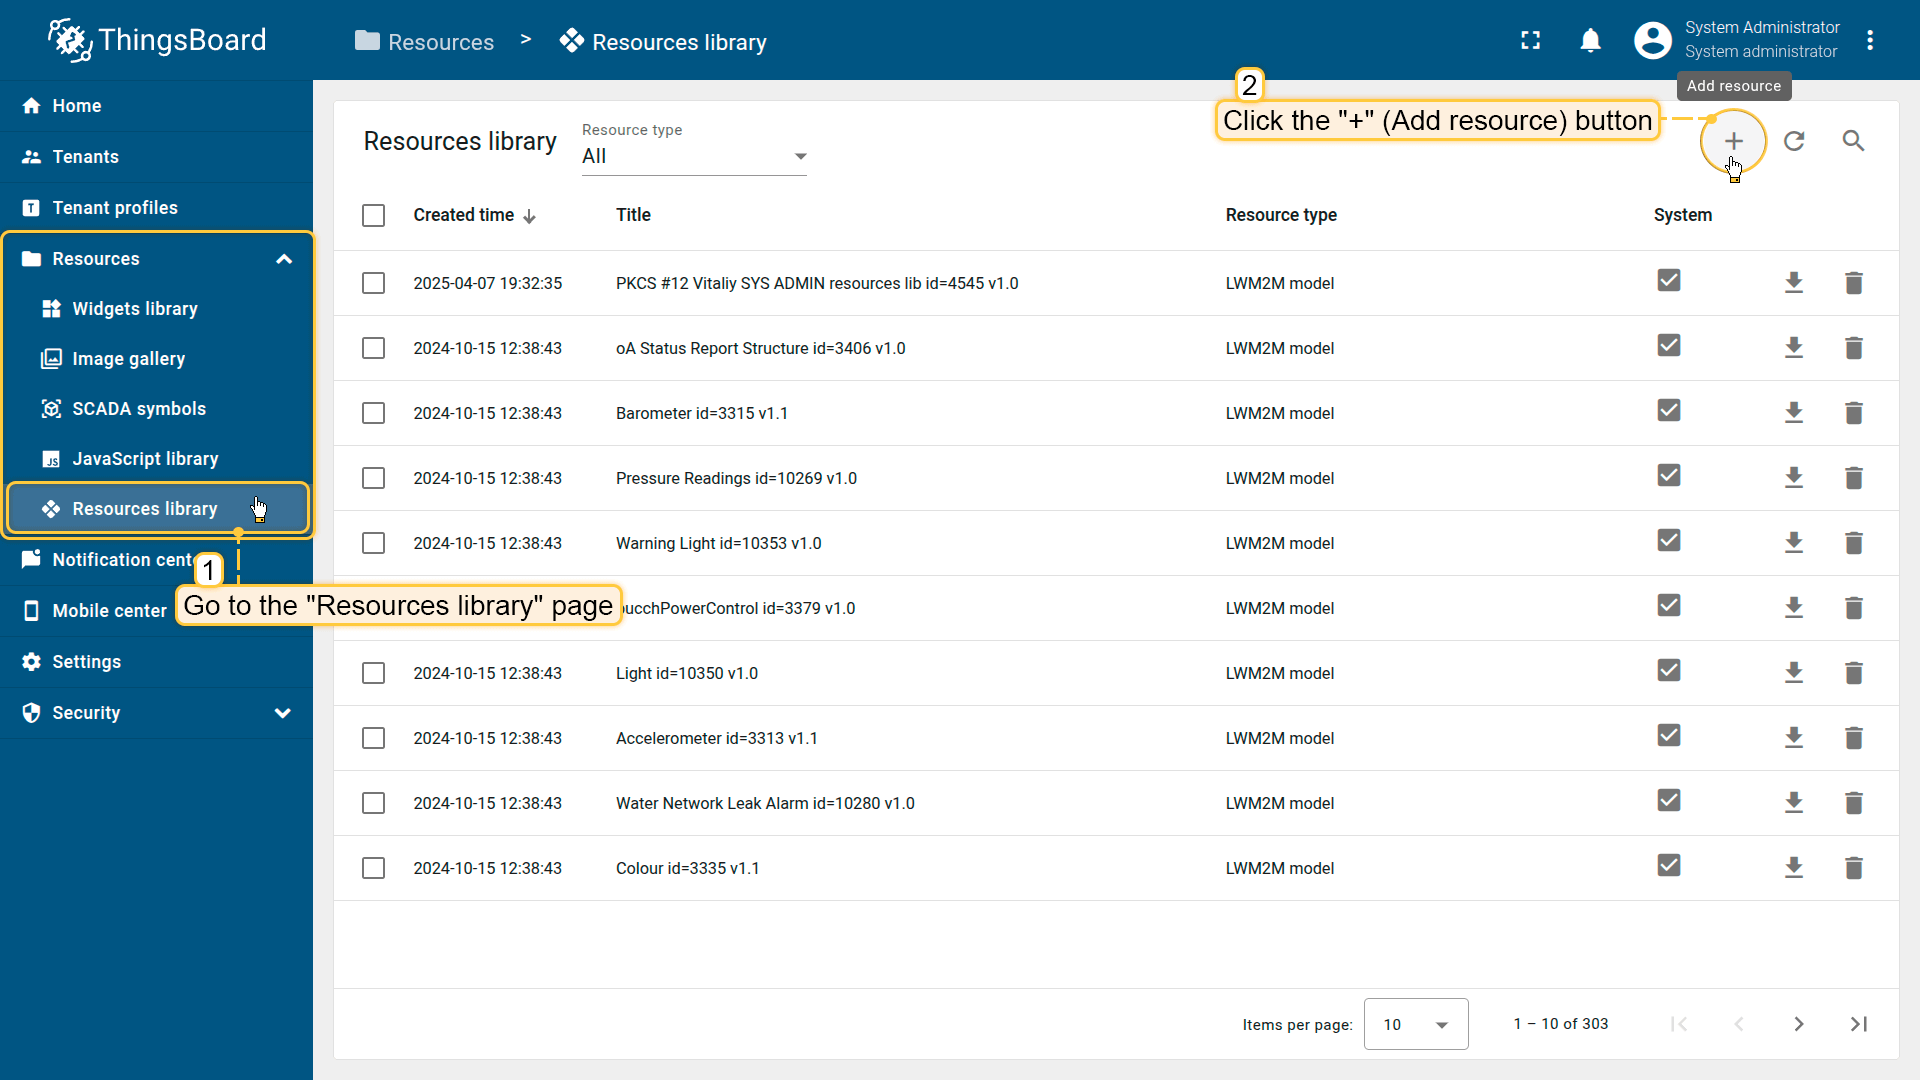 ThingsBoard
Resources > Resources library
System Administrator
System administrator
Add resource
Home
Tenants
Tenant profiles
Resources
Widgets library
Image gallery
SCADA symbols
JavaScript library
Resources library
Notification cent
Mobile center
Settings
Security
1
Go to the "Resources library" page
2
Click the "+" (Add resource) button
Resources library
Resource type
All
Created time Title Resource type System
2025-04-07 19:32:35 PKCS #12 Vitaliy SYS ADMIN resources lib id=4545 v1.0 LWM2M model
2024-10-15 12:38:43 oA Status Report Structure id=3406 v1.0 LWM2M model
2024-10-15 12:38:43 Barometer id=3315 v1.1 LWM2M model
2024-10-15 12:38:43 Pressure Readings id=10269 v1.0 LWM2M model
2024-10-15 12:38:43 Warning Light id=10353 v1.0 LWM2M model
ucchPowerControl id=3379 v1.0 LWM2M model
2024-10-15 12:38:43 Light id=10350 v1.0 LWM2M model
2024-10-15 12:38:43 Accelerometer id=3313 v1.1 LWM2M model
2024-10-15 12:38:43 Water Network Leak Alarm id=10280 v1.0 LWM2M model
2024-10-15 12:38:43 Colour id=3335 v1.1 LWM2M model
Items per page: 10 1 – 10 of 303